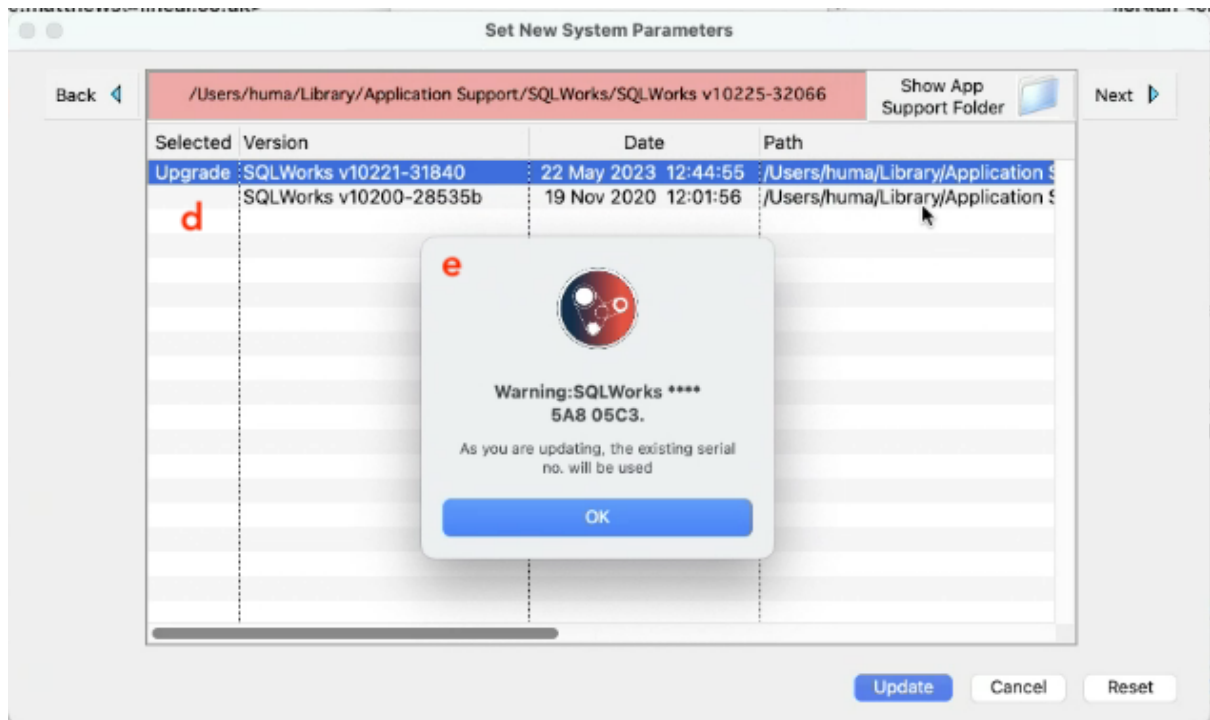 Set New System Parameters
Back
/Users/huma/Library/Application Support/SQLWorks/SQLWorks v10225-32066
Show App
Support Folder
Next
Selected Version Date Path
Upgrade SQLWorks v10221-31840 22 May 2023 12:44:55 /Users/huma/Library/Application S
SQLWorks v10200-28535b 19 Nov 2020 12:01:56 /Users/huma/Library/Application S
d
e
Warning:SQLWorks ****
5A8 05C3.
As you are updating, the existing serial
no. will be used
OK
Update Cancel Reset